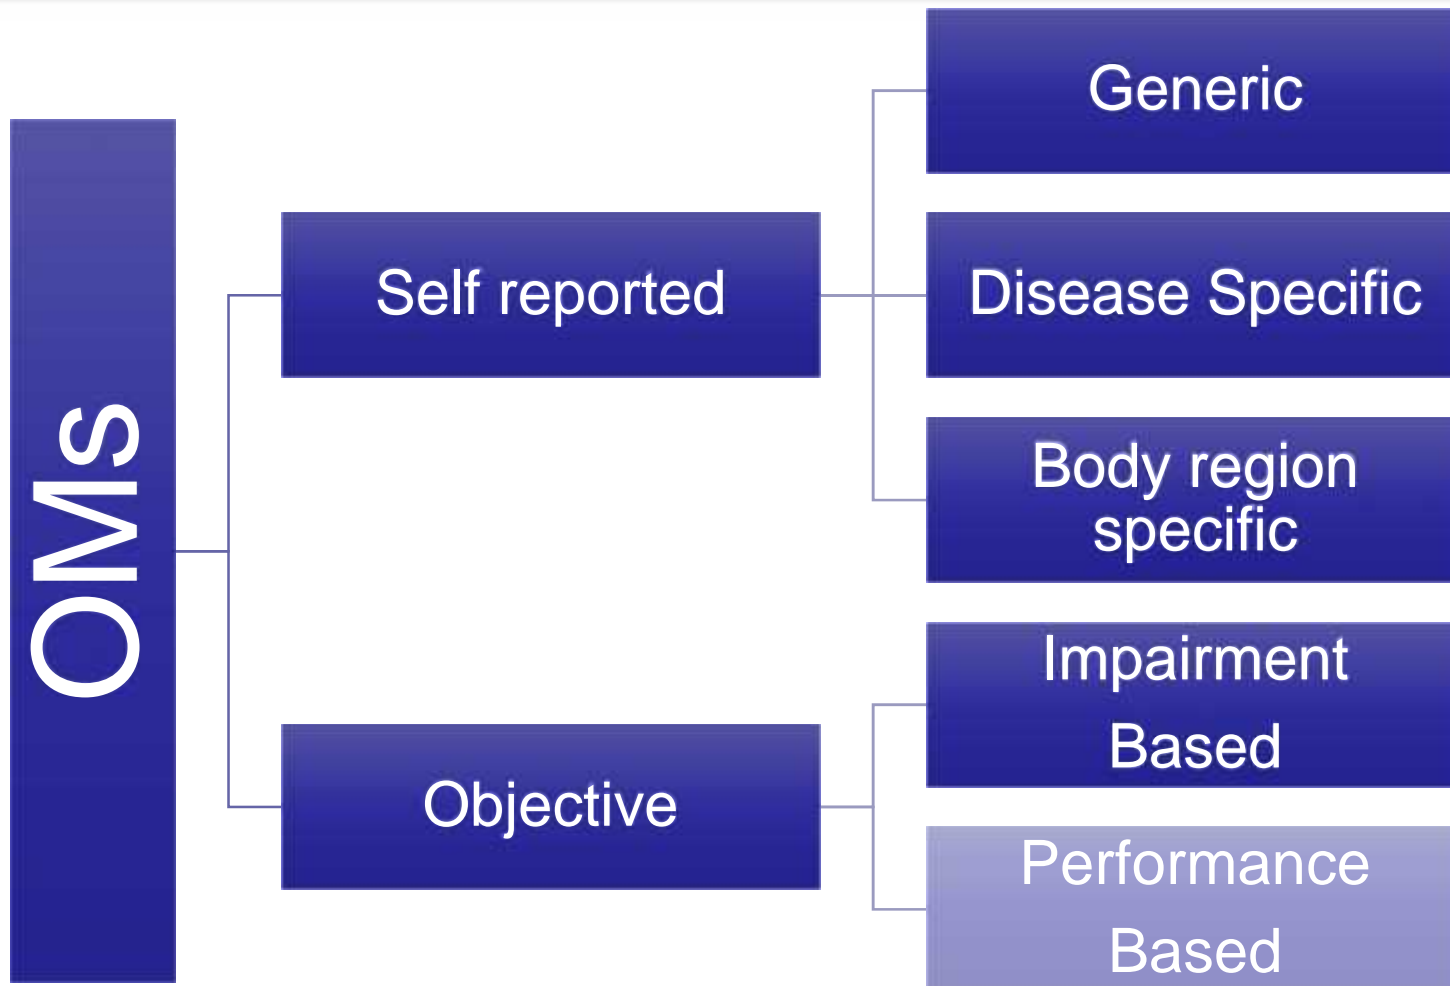 OMs
Self reported
Objective
Generic
Disease Specific
Body region
specific
Impairment
Based
Performance
Based